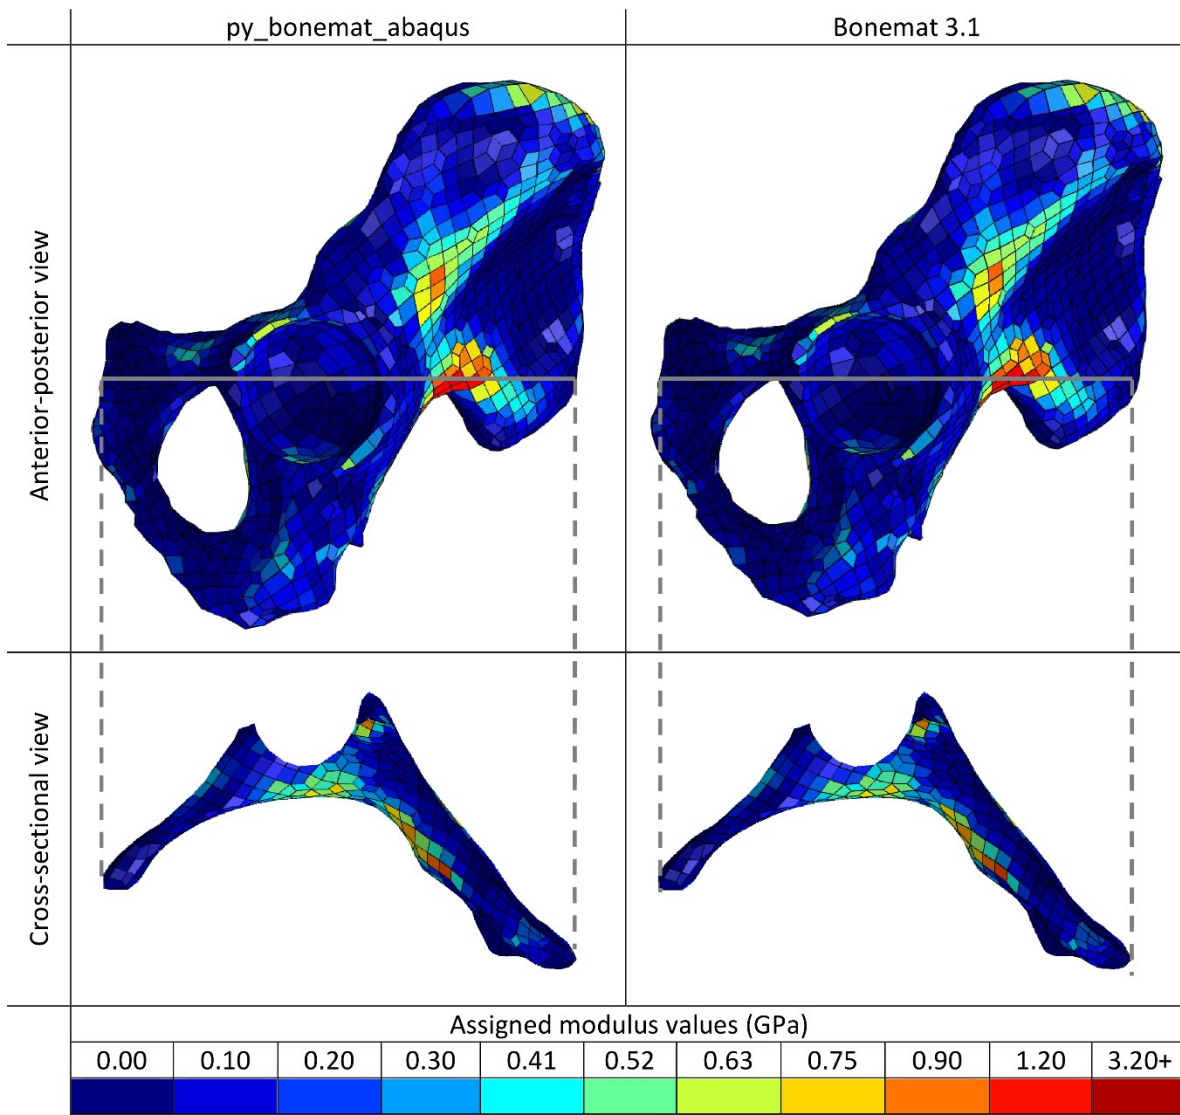 py_bonemat_abaqus
Bonemat 3.1
Anterior-posterior view
Cross-sectional view
Assigned modulus values (GPa)
0.00 0.10 0.20 0.30 0.41 0.52 0.63 0.75 0.90 1.20 3.20+